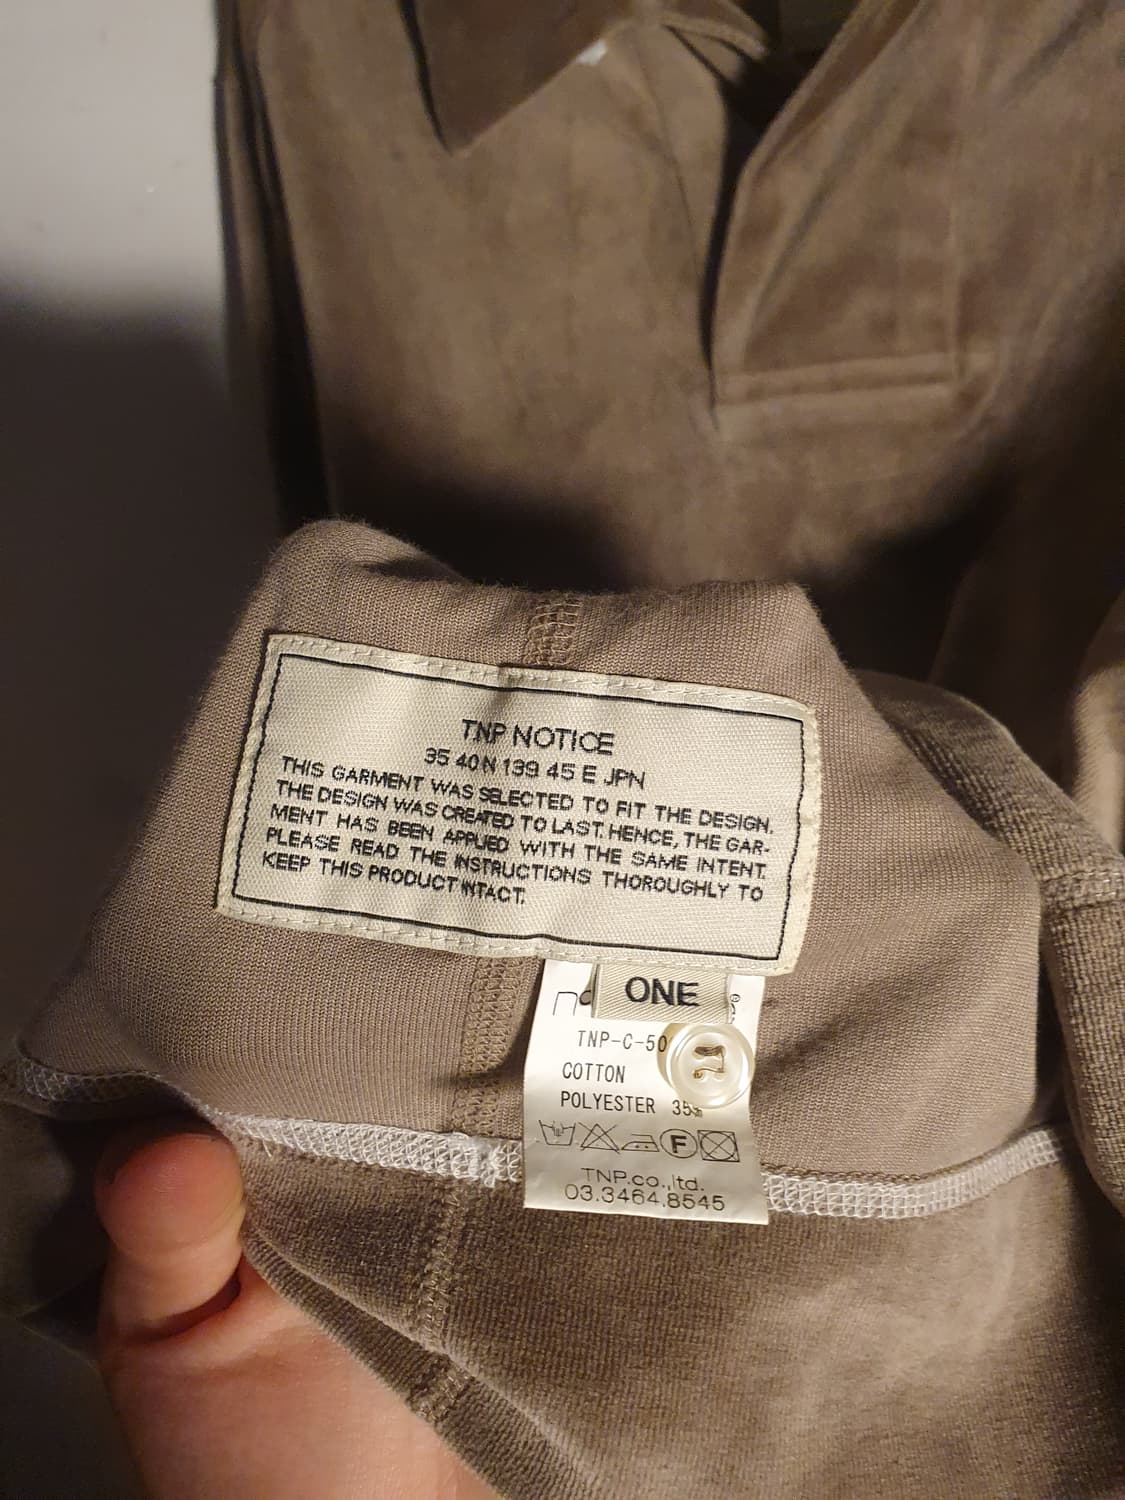 TNP NOTICE
35 40 N 139 45 E JPN
THIS GARMENT WAS SELECTED TO FIT THE DESIGN.
THE DESIGN WAS CREATED TO LAST. HENCE, THE GAR-
MENT HAS BEEN APPLIED WITH THE SAME INTENT.
PLEASE READ THE INSTRUCTIONS THOROUGHLY TO
KEEP THIS PRODUCT INTACT.
ONE
TNP-C-50
COTTON
POLYESTER 35%
F
TNP.co.,ltd.
03.3464.8545